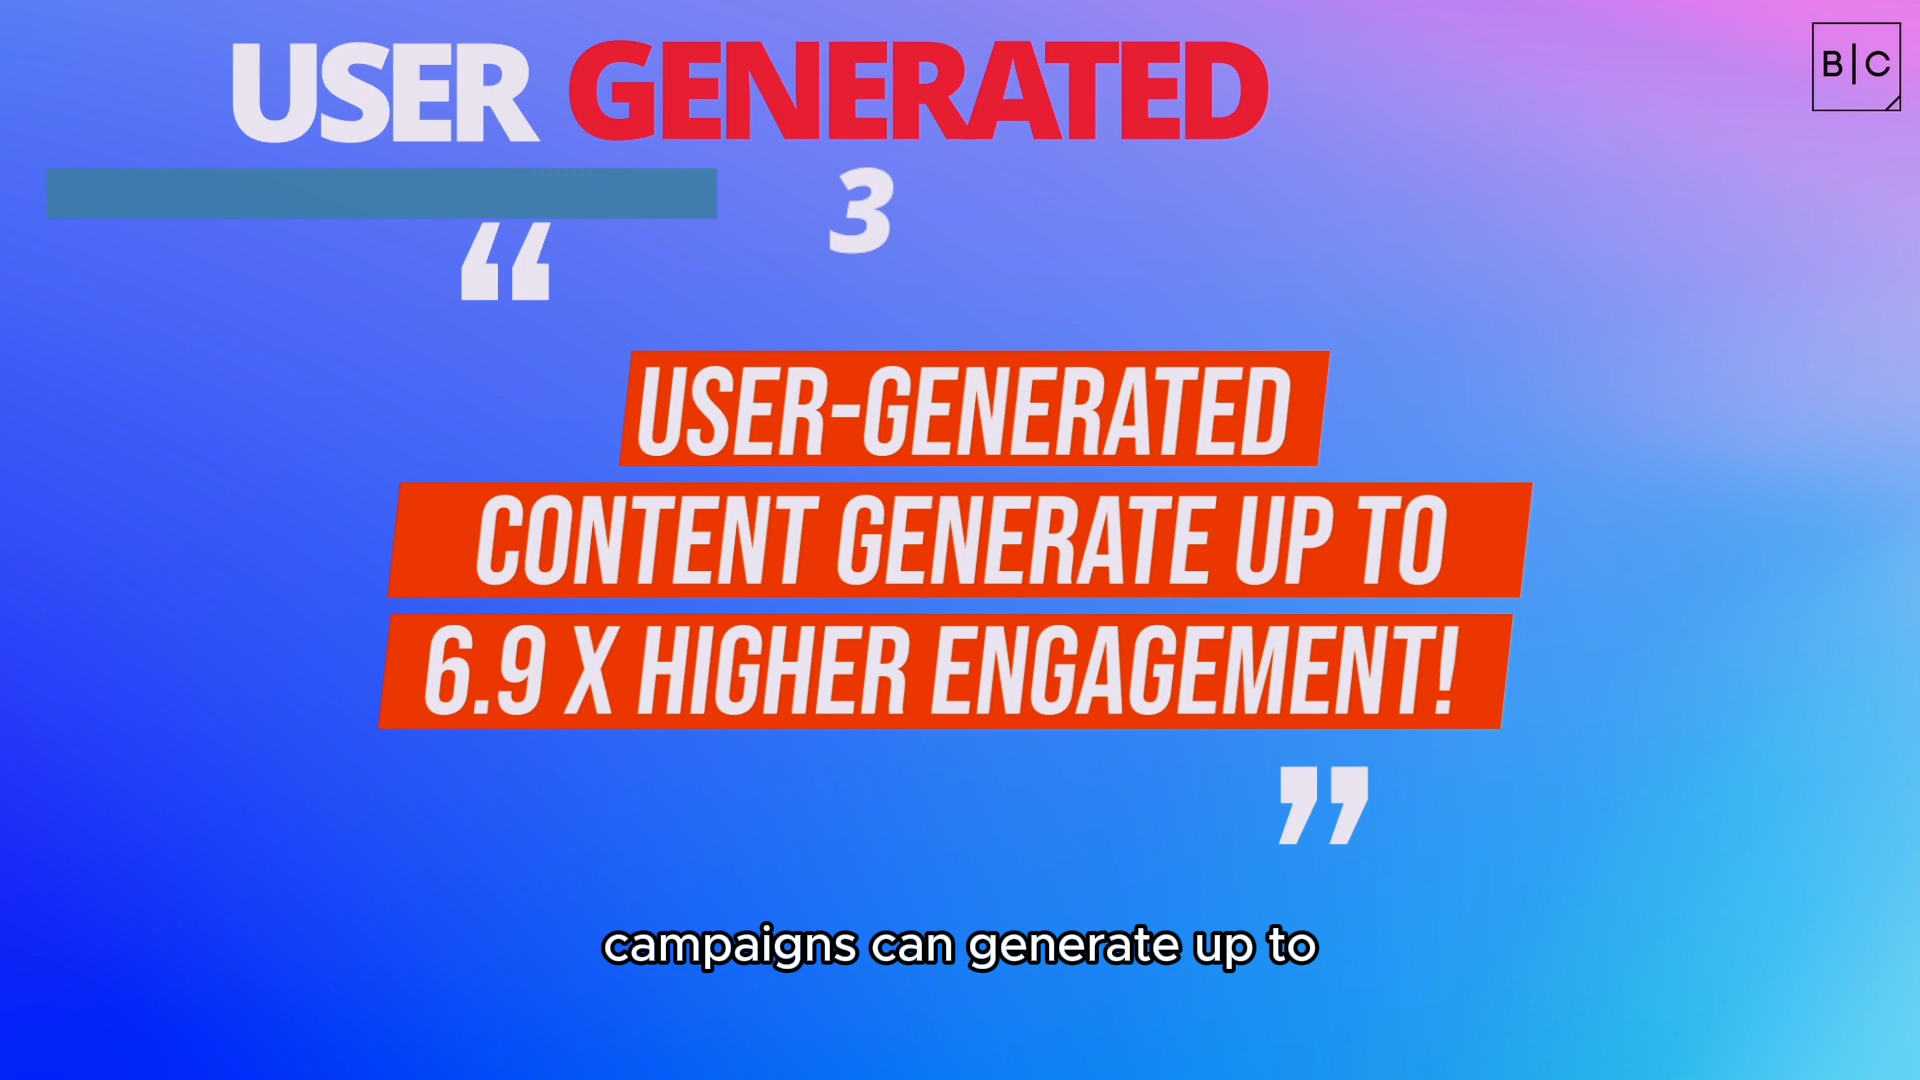 USER GENERATED
B|C
3
“
USER-GENERATED
CONTENT GENERATE UP TO
6.9 X HIGHER ENGAGEMENT!
”
campaigns can generate up to